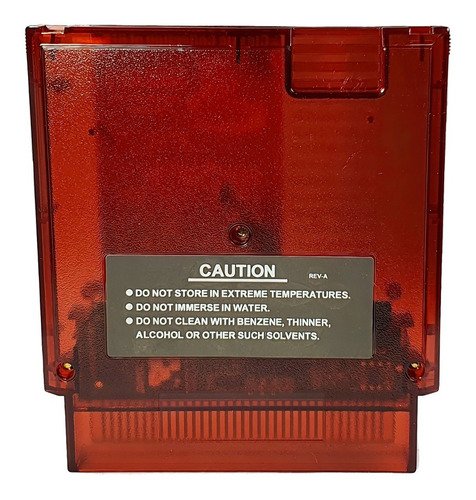 CAUTION REV-A
● DO NOT STORE IN EXTREME TEMPERATURES.
● DO NOT IMMERSE IN WATER.
● DO NOT CLEAN WITH BENZENE, THINNER,
ALCOHOL OR OTHER SUCH SOLVENTS.